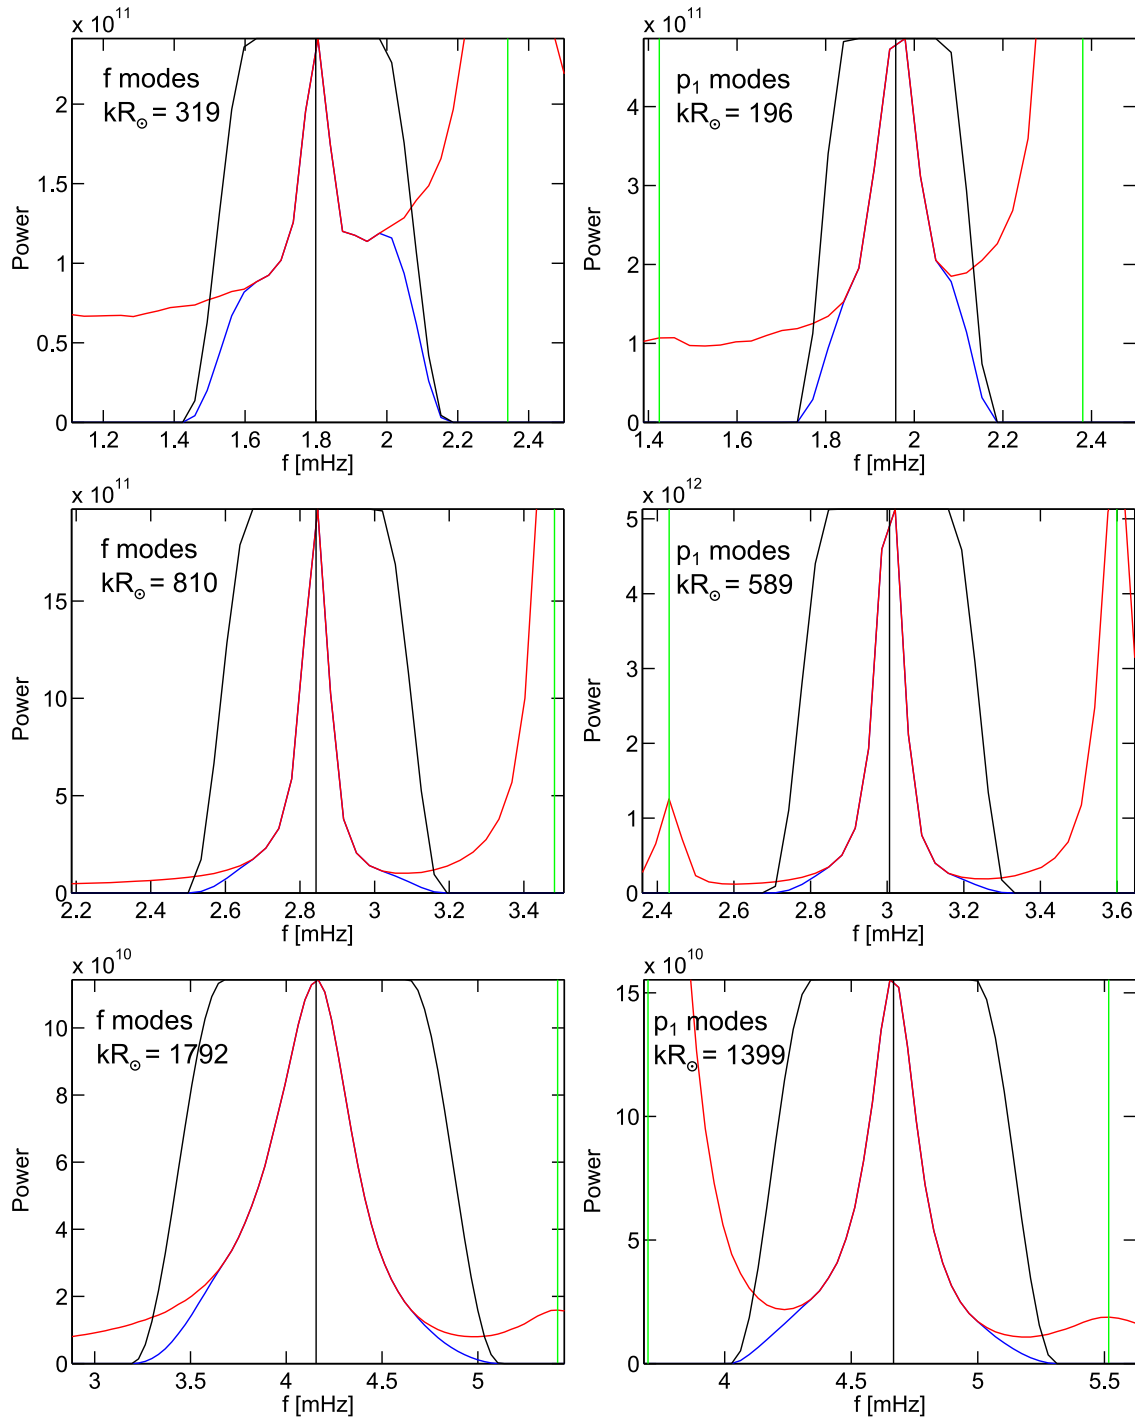 x 10^11
f modes
kR☉ = 319
Power
2
1.5
1
0.5
0
1.2 1.4 1.6 1.8 2 2.2 2.4
f [mHz]
x 10^11
p₁ modes
kR☉ = 196
Power
4
3
2
1
0
1.4 1.6 1.8 2 2.2 2.4
f [mHz]
x 10^11
f modes
kR☉ = 810
Power
15
10
5
0
2.2 2.4 2.6 2.8 3 3.2 3.4
f [mHz]
x 10^12
p₁ modes
kR☉ = 589
Power
5
4
3
2
1
0
2.4 2.6 2.8 3 3.2 3.4 3.6
f [mHz]
x 10^10
f modes
kR☉ = 1792
Power
10
8
6
4
2
0
3 3.5 4 4.5 5
f [mHz]
x 10^10
p₁ modes
kR☉ = 1399
Power
15
10
5
0
4 4.5 5 5.5
f [mHz]